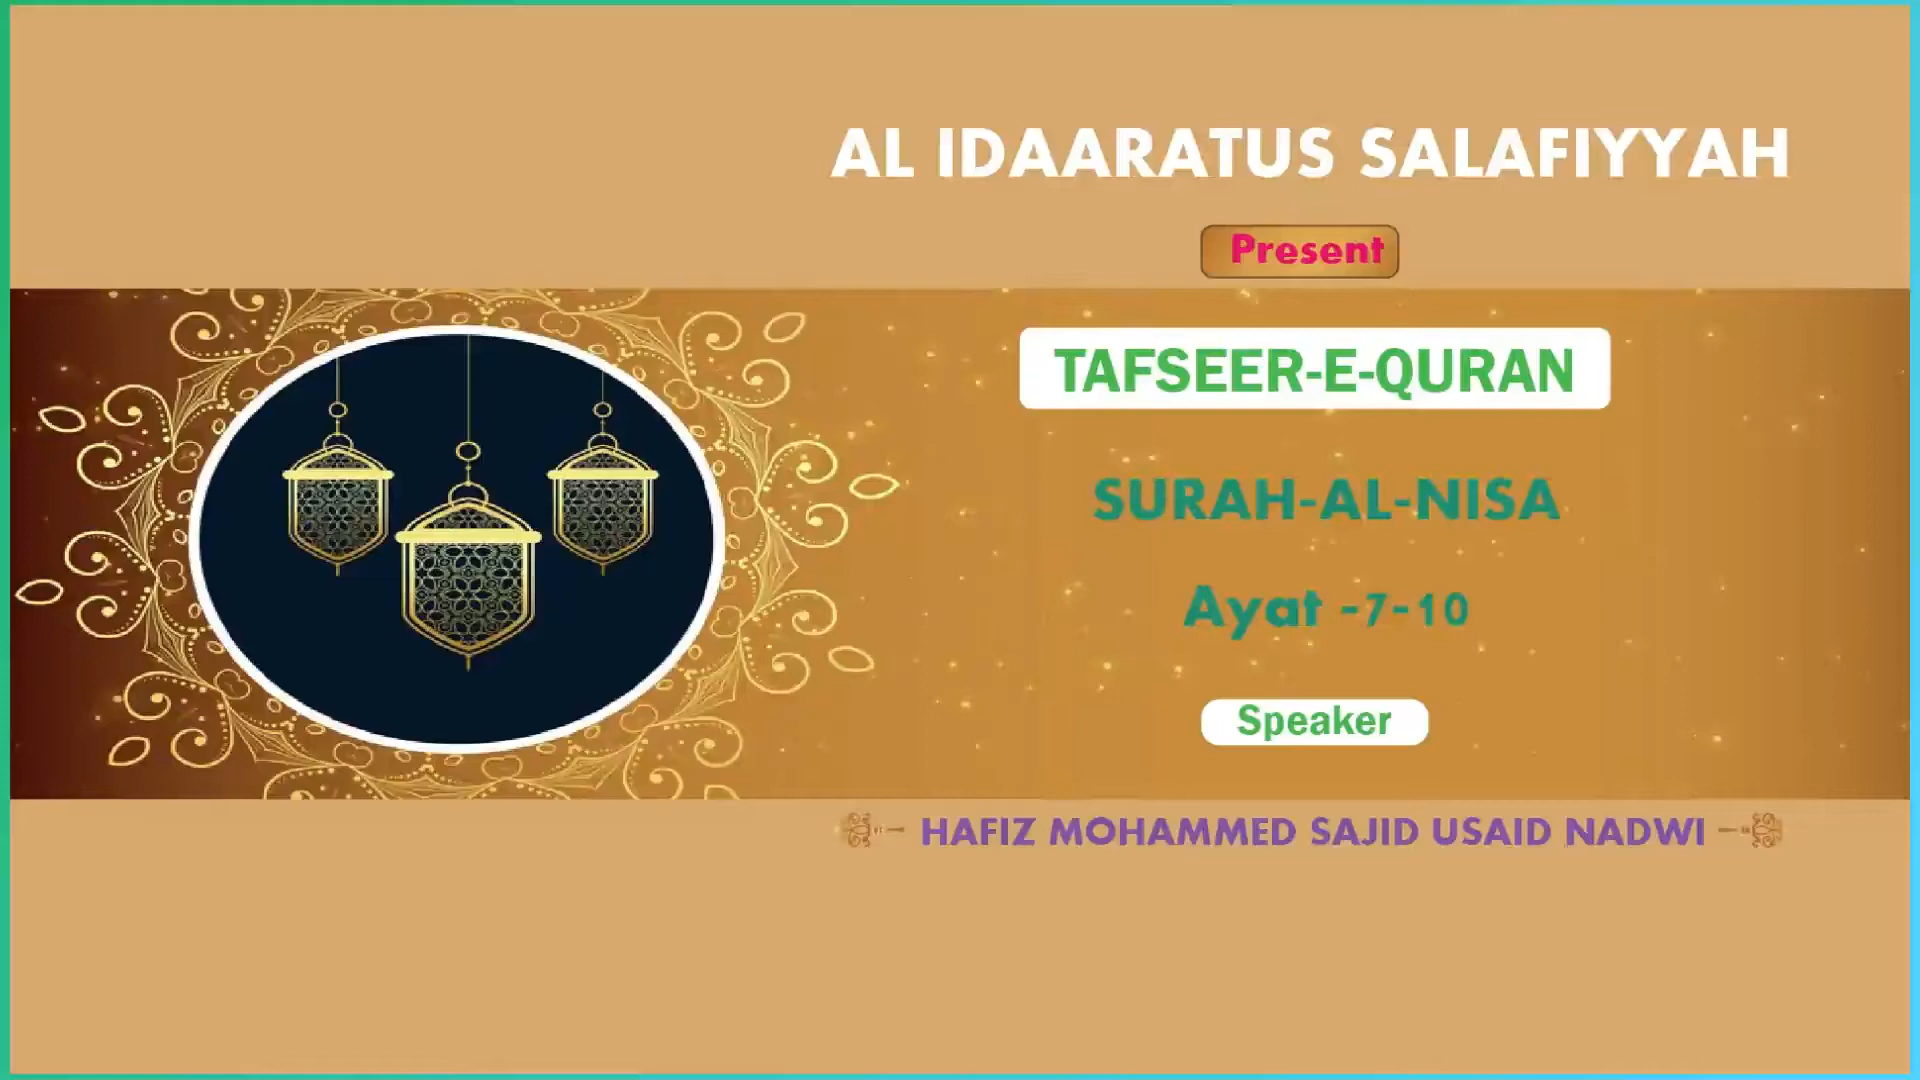 AL IDAARATUS SALAFIYYAH
Present
TAFSEER-E-QURAN
SURAH-AL-NISA
Ayat -7-10
Speaker
HAFIZ MOHAMMED SAJID USAID NADWI